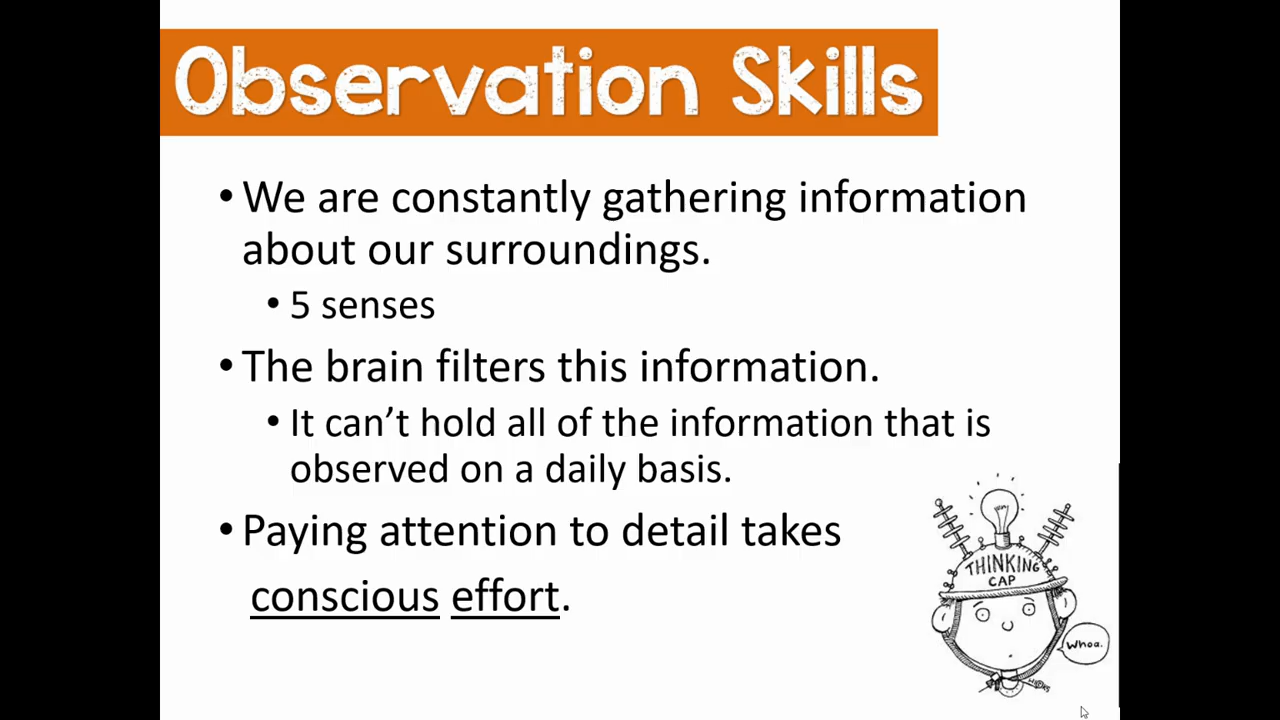 Observation Skills
• We are constantly gathering information
about our surroundings.
• 5 senses
• The brain filters this information.
• It can’t hold all of the information that is
observed on a daily basis.
• Paying attention to detail takes
conscious effort.
THINKING
CAP
Whoa.